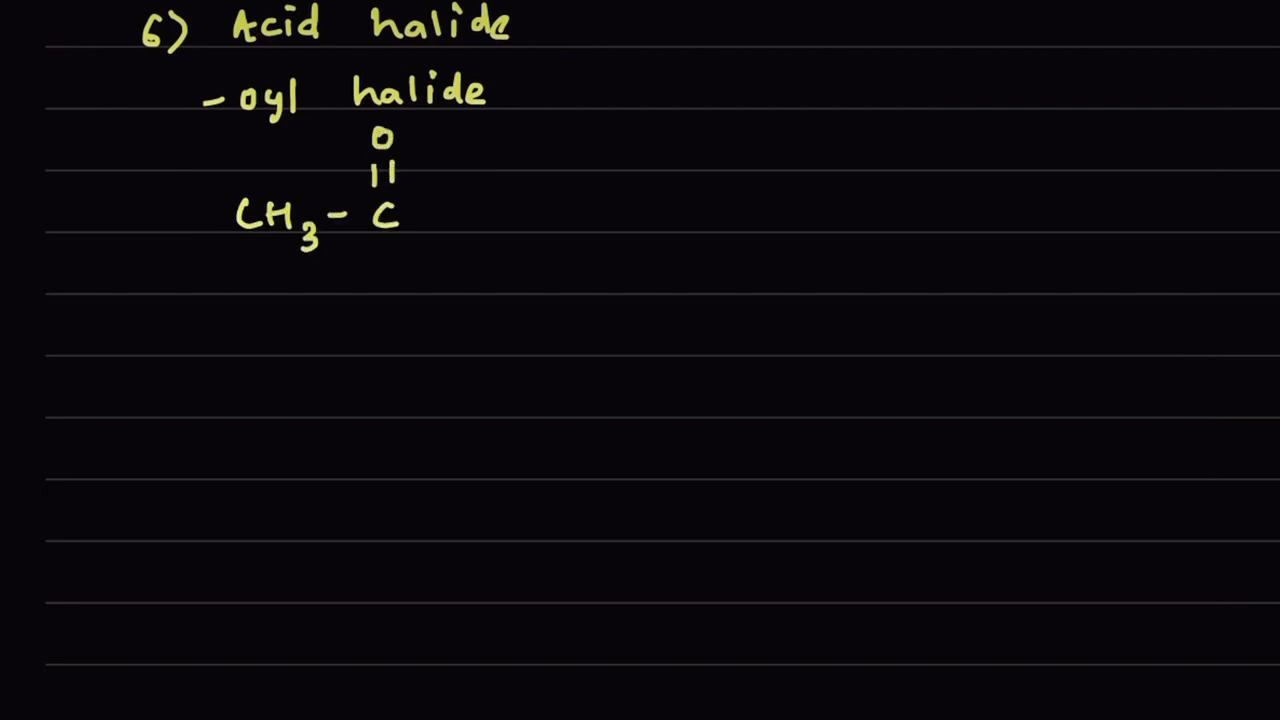 6) Acid halide
- oyl halide
O
||
CH3 - C